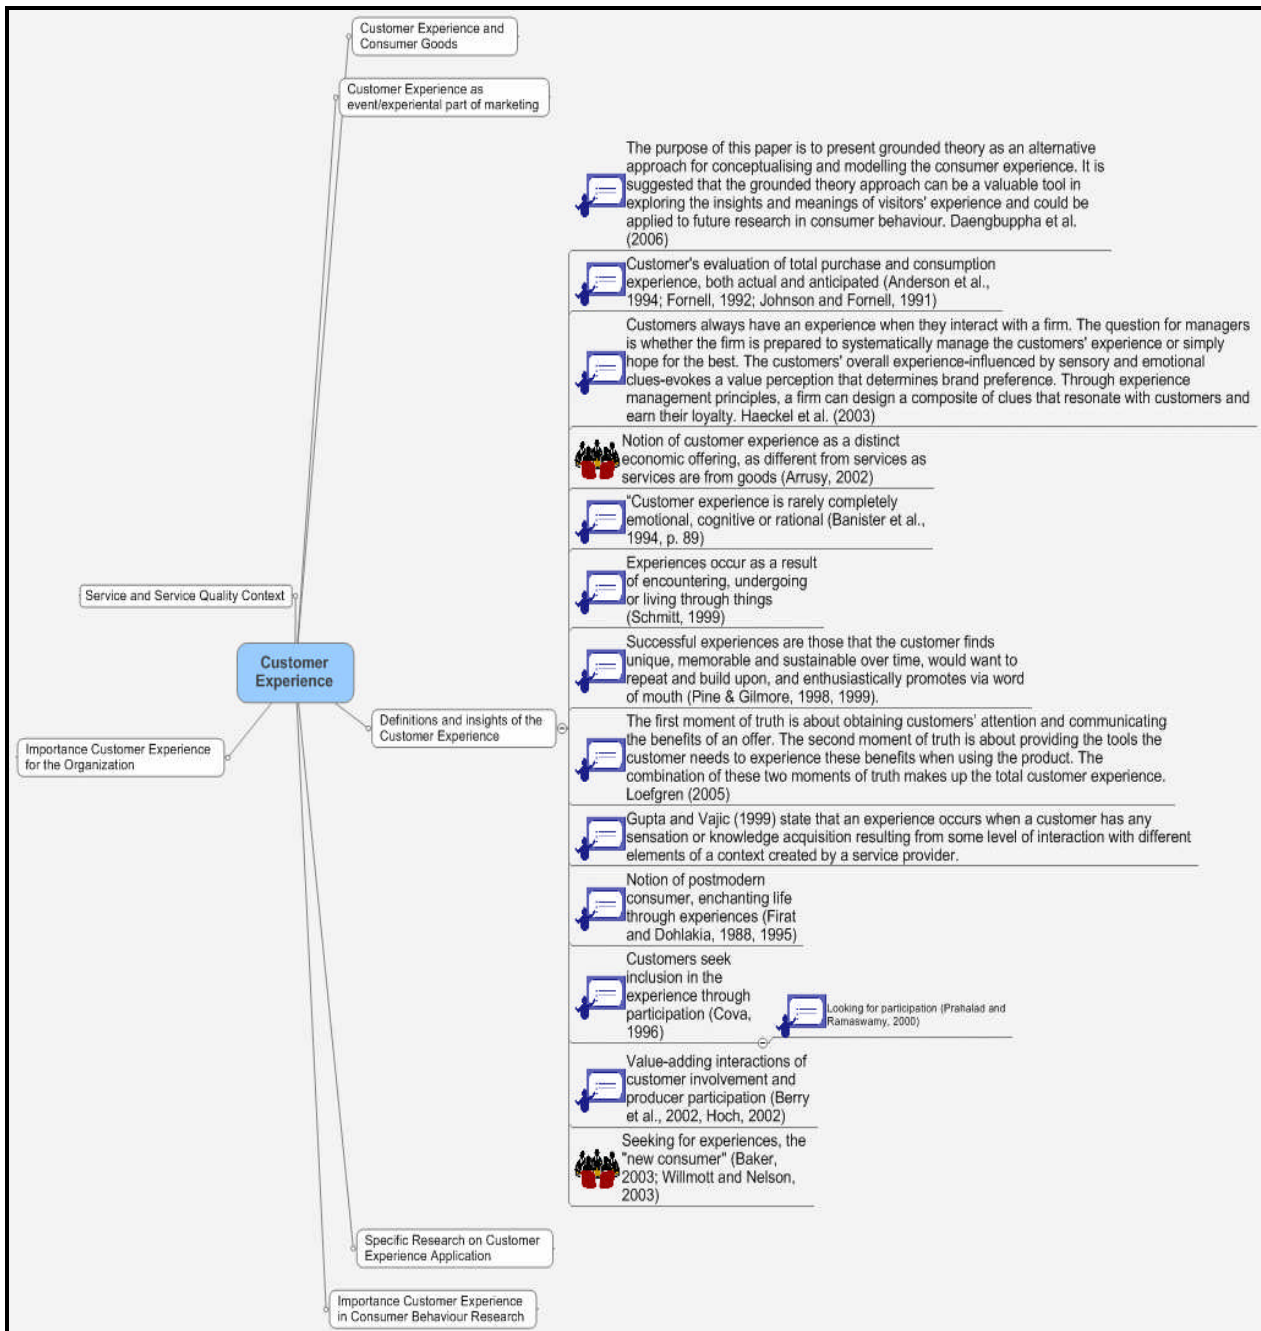 Customer Experience and
Consumer Goods
Customer Experience as
event/experiental part of marketing
The purpose of this paper is to present grounded theory as an alternative
approach for conceptualising and modelling the consumer experience. It is
suggested that the grounded theory approach can be a valuable tool in
exploring the insights and meanings of visitors' experience and could be
applied to future research in consumer behaviour. Daengbuppha et al.
(2006)
Customer's evaluation of total purchase and consumption
experience, both actual and anticipated (Anderson et al.,
1994; Fornell, 1992; Johnson and Fornell, 1991)
Customers always have an experience when they interact with a firm. The question for managers
is whether the firm is prepared to systematically manage the customers' experience or simply
hope for the best. The customers' overall experience-influenced by sensory and emotional
clues-evokes a value perception that determines brand preference. Through experience
management principles, a firm can design a composite of clues that resonate with customers and
earn their loyalty. Haeckel et al. (2003)
Notion of customer experience as a distinct
economic offering, as different from services as
services are from goods (Arrusy, 2002)
"Customer experience is rarely completely
emotional, cognitive or rational (Banister et al.,
1994, p. 89)
Experiences occur as a result
of encountering, undergoing
or living through things
(Schmitt, 1999)
Service and Service Quality Context
Customer
Experience
Successful experiences are those that the customer finds
unique, memorable and sustainable over time, would want to
repeat and build upon, and enthusiastically promotes via word
of mouth (Pine & Gilmore, 1998, 1999).
Definitions and insights of the
Customer Experience
Importance Customer Experience
for the Organization
The first moment of truth is about obtaining customers' attention and communicating
the benefits of an offer. The second moment of truth is about providing the tools the
customer needs to experience these benefits when using the product. The
combination of these two moments of truth makes up the total customer experience.
Loefgren (2005)
Gupta and Vajic (1999) state that an experience occurs when a customer has any
sensation or knowledge acquisition resulting from some level of interaction with different
elements of a context created by a service provider.
Notion of postmodern
consumer, enchanting life
through experiences (Firat
and Dohlakia, 1988, 1995)
Customers seek
inclusion in the
experience through
participation (Cova,
1996)
Looking for participation (Prahalad and
Ramaswamy, 2000)
Value-adding interactions of
customer involvement and
producer participation (Berry
et al., 2002, Hoch, 2002)
Seeking for experiences, the
"new consumer" (Baker,
2003; Willmott and Nelson,
2003)
Specific Research on Customer
Experience Application
Importance Customer Experience
in Consumer Behaviour Research